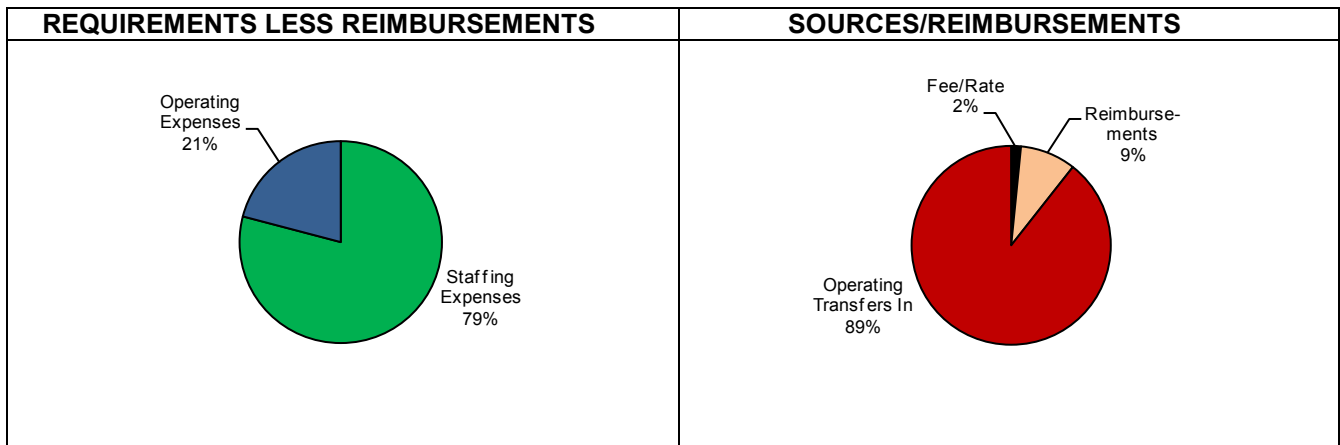 REQUIREMENTS LESS REIMBURSEMENTS
Operating
Expenses
21%
Staffing
Expenses
79%
SOURCES/REIMBURSEMENTS
Fee/Rate
2%
Reimburse-
ments
9%
Operating
Transfers In
89%